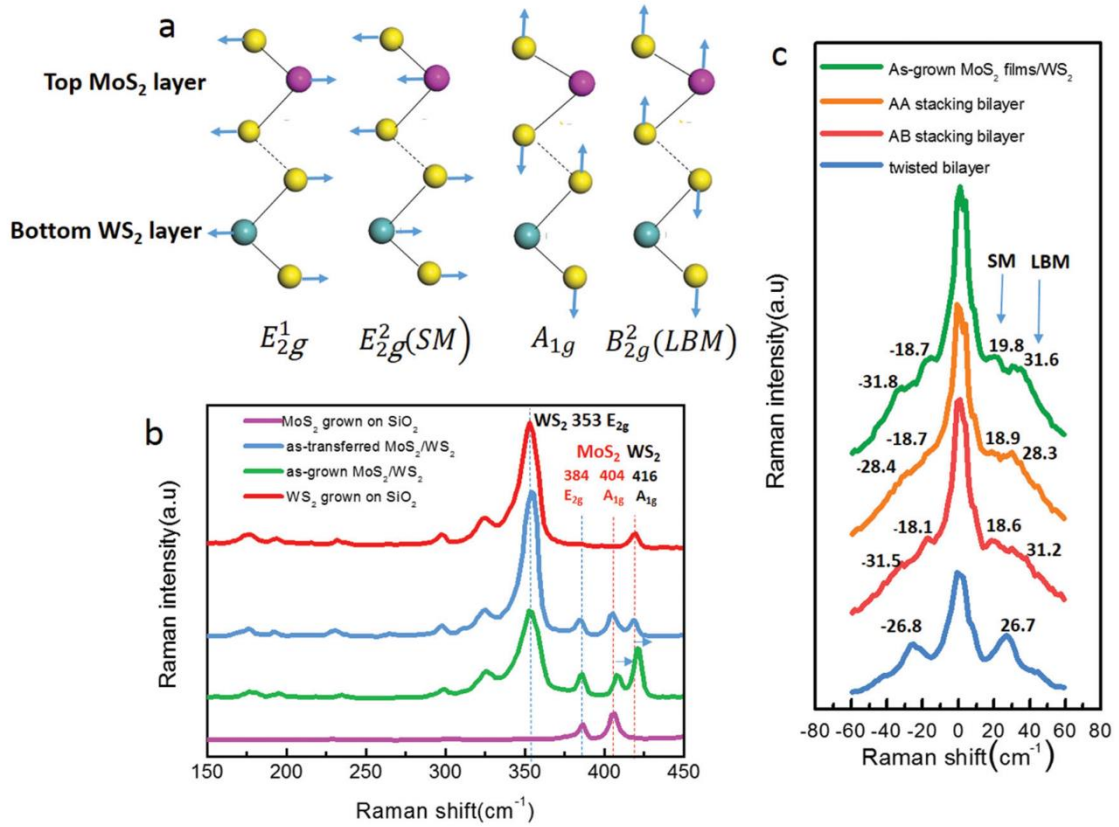 a
Top MoS₂ layer
Bottom WS₂ layer
E¹₂g
E²₂g(SM)
A₁g
B²₂g(LBM)
b
MoS₂ grown on SiO₂
as-transferred MoS₂/WS₂
as-grown MoS₂/WS₂
WS₂ grown on SiO₂
WS₂ 353 E₂g
MoS₂ WS₂
384 404 416
E₂g A₁g A₁g
Raman intensity(a.u)
150 200 250 300 350 400 450
Raman shift(cm⁻¹)
c
As-grown MoS₂ films/WS₂
AA stacking bilayer
AB stacking bilayer
twisted bilayer
SM LBM
-18.7 19.8
-31.8 31.6
-18.7 18.9
-28.4 28.3
-18.1 18.6
-31.5 31.2
-26.8 26.7
Raman intensity(a.u)
-80 -60 -40 -20 0 20 40 60 80
Raman shift(cm⁻¹)